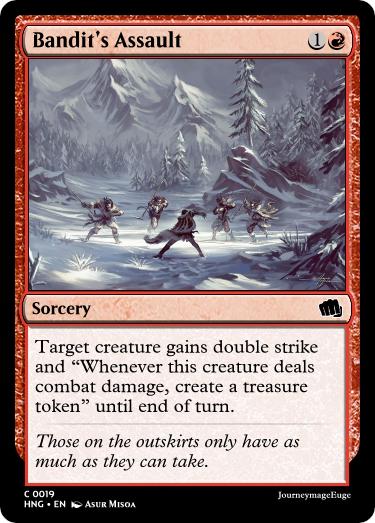 Bandit's Assault 1
Sorcery
Target creature gains double strike
and “Whenever this creature deals
combat damage, create a treasure
token” until end of turn.
Those on the outskirts only have as
much as they can take.
C 0019
HNG • EN Asur Misoa
JourneymageEuge